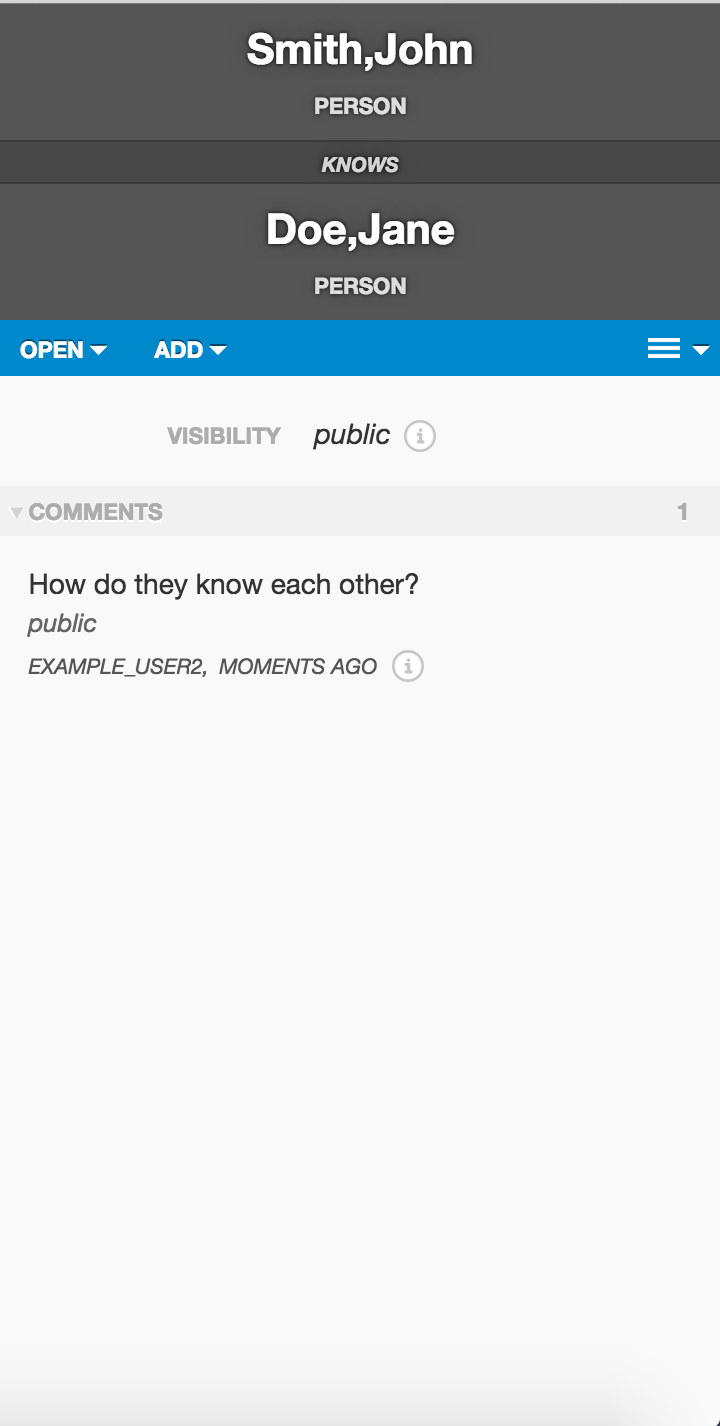 Smith,John
PERSON
KNOWS
Doe,Jane
PERSON
OPEN ADD
VISIBILITY public
COMMENTS 1
How do they know each other?
public
EXAMPLE_USER2, MOMENTS AGO